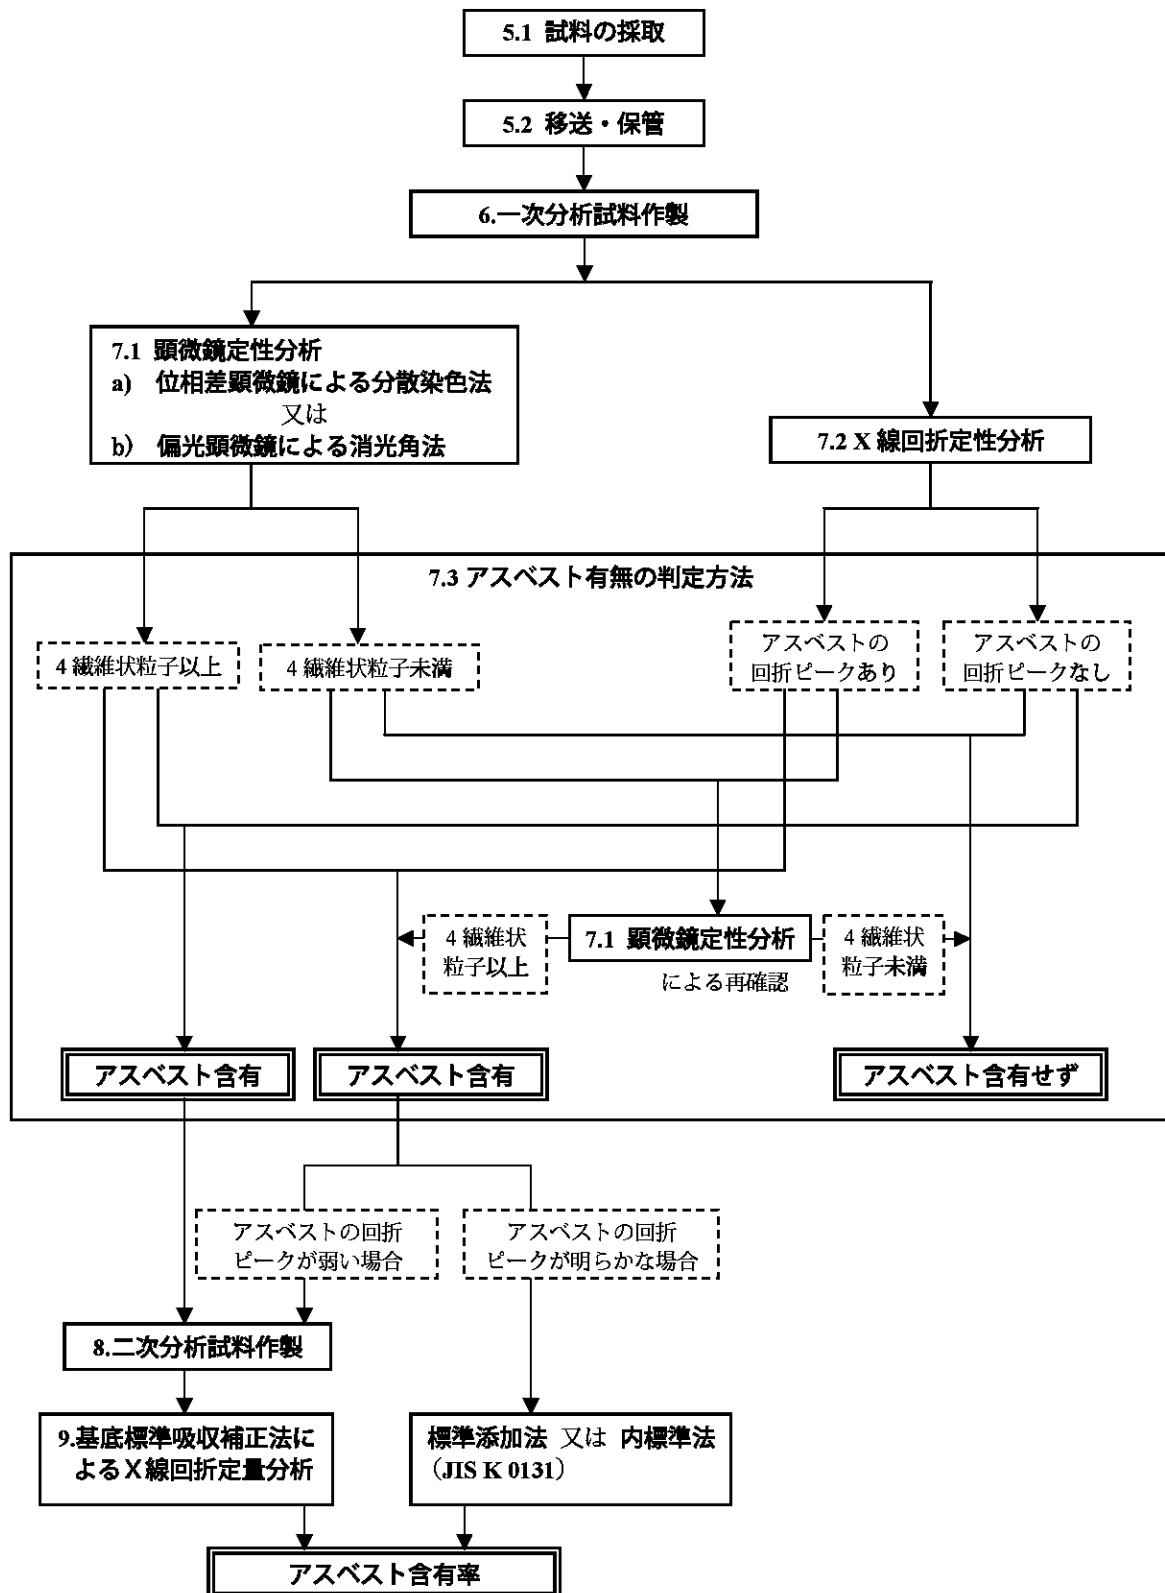 5.1 試料の採取
5.2 移送・保管
6.一次分析試料作製
7.1 顕微鏡定性分析
a) 位相差顕微鏡による分散染色法
又は
b) 偏光顕微鏡による消光角法
7.2 X 線回折定性分析
7.3 アスベスト有無の判定方法
4 繊維状粒子以上
4 繊維状粒子未満
アスベストの
回折ピークあり
アスベストの
回折ピークなし
4 繊維状
粒子以上
7.1 顕微鏡定性分析
による再確認
4 繊維状
粒子未満
アスベスト含有
アスベスト含有
アスベスト含有せず
アスベストの回折
ピークが弱い場合
アスベストの回折
ピークが明らかな場合
8.二次分析試料作製
9.基底標準吸収補正法に
よるX線回折定量分析
標準添加法 又は 内標準法
（JIS K 0131）
アスベスト含有率